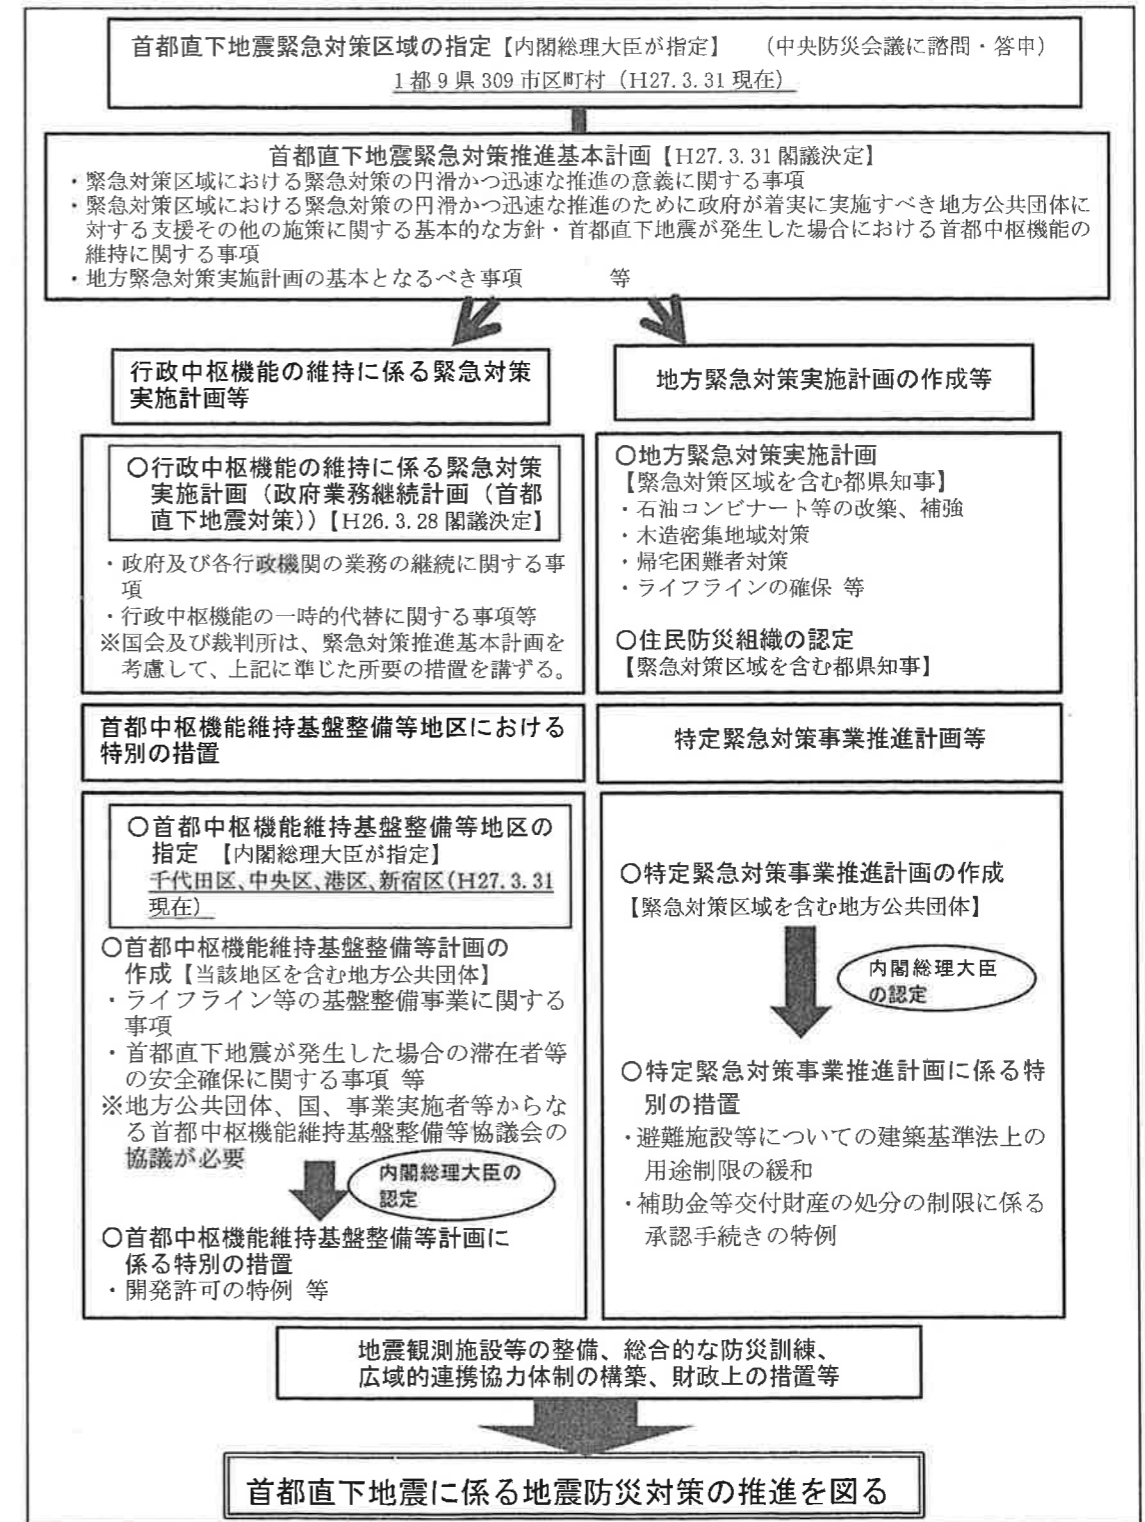 首都直下地震緊急対策区域の指定【内閣総理大臣が指定】 （中央防災会議に諮問・答申）
1都9県309市区町村（H27.3.31現在）
首都直下地震緊急対策推進基本計画【H27.3.31閣議決定】
・緊急対策区域における緊急対策の円滑かつ迅速な推進の意義に関する事項
・緊急対策区域における緊急対策の円滑かつ迅速な推進のために政府が着実に実施すべき地方公共団体に
対する支援その他の施策に関する基本的な方針・首都直下地震が発生した場合における首都中枢機能の
維持に関する事項
・地方緊急対策実施計画の基本となるべき事項 等
行政中枢機能の維持に係る緊急対策
実施計画等
〇行政中枢機能の維持に係る緊急対策
実施計画（政府業務継続計画（首都
直下地震対策））【H26.3.28閣議決定】
・政府及び各行政機関の業務の継続に関する事
項
・行政中枢機能の一時的代替に関する事項等
※国会及び裁判所は、緊急対策推進基本計画を
考慮して、上記に準じた所要の措置を講ずる。
地方緊急対策実施計画の作成等
〇地方緊急対策実施計画
【緊急対策区域を含む都県知事】
・石油コンビナート等の改築、補強
・木造密集地域対策
・帰宅困難者対策
・ライフラインの確保 等
〇住民防災組織の認定
【緊急対策区域を含む都県知事】
首都中枢機能維持基盤整備等地区における
特別の措置
〇首都中枢機能維持基盤整備等地区の
指定 【内閣総理大臣が指定】
千代田区、中央区、港区、新宿区(H27.3.31
現在）
〇首都中枢機能維持基盤整備等計画の
作成【当該地区を含む地方公共団体】
・ライフライン等の基盤整備事業に関する
事項
・首都直下地震が発生した場合の滞在者等
の安全確保に関する事項 等
※地方公共団体、国、事業実施者等からな
る首都中枢機能維持基盤整備等協議会の
協議が必要
内閣総理大臣の
認定
〇首都中枢機能維持基盤整備等計画に
係る特別の措置
・開発許可の特例 等
特定緊急対策事業推進計画等
〇特定緊急対策事業推進計画の作成
【緊急対策区域を含む地方公共団体】
内閣総理大臣
の認定
〇特定緊急対策事業推進計画に係る特
別の措置
・避難施設等についての建築基準法上の
用途制限の緩和
・補助金等交付財産の処分の制限に係る
承認手続きの特例
地震観測施設等の整備、総合的な防災訓練、
広域的連携協力体制の構築、財政上の措置等
首都直下地震に係る地震防災対策の推進を図る